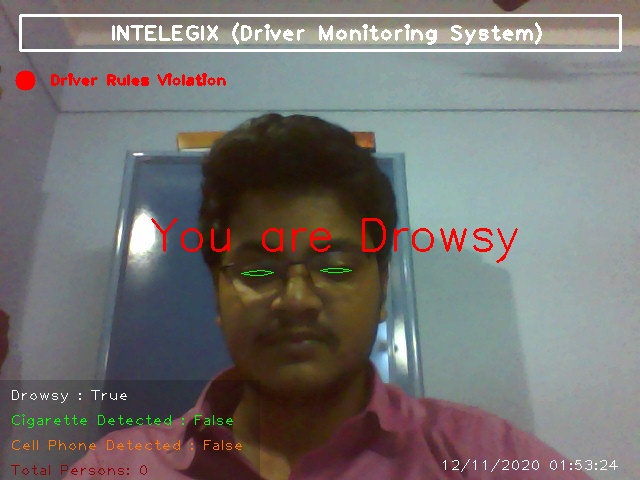 INTELEGIX (Driver Monitoring System)
Driver Rules Violation
You are Drowsy
Drowsy : True
Cigarette Detected : False
Cell Phone Detected : False
Total Persons: 0
12/11/2020 01:53:24